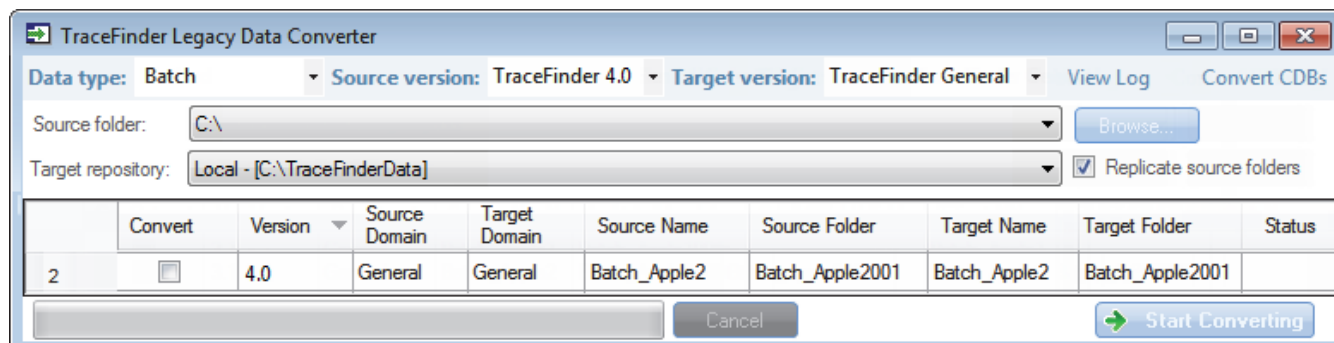 TraceFinder Legacy Data Converter
Data type: Batch Source version: TraceFinder 4.0 Target version: TraceFinder General View Log Convert CDBs
Source folder: C:\ Browse...
Target repository: Local - [C:\TraceFinderData] Replicate source folders
Convert Version Source Domain Target Domain Source Name Source Folder Target Name Target Folder Status
2 4.0 General General Batch_Apple2 Batch_Apple2001 Batch_Apple2 Batch_Apple2001
Cancel Start Converting